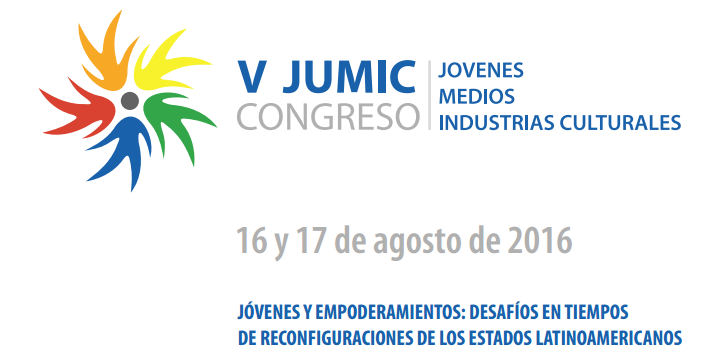 V JUMIC
CONGRESO
JOVENES
MEDIOS
INDUSTRIAS CULTURALES
16 y 17 de agosto de 2016
JÓVENES Y EMPODERAMIENTOS: DESAFÍOS EN TIEMPOS
DE RECONFIGURACIONES DE LOS ESTADOS LATINOAMERICANOS